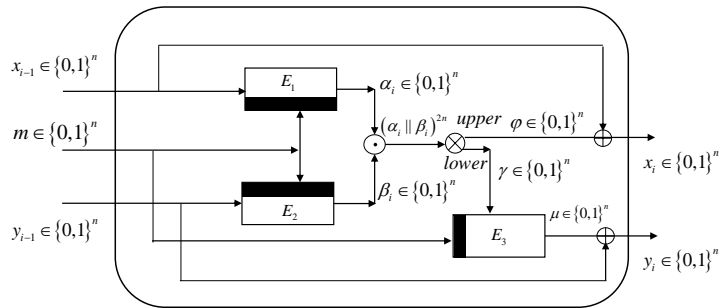 x_{i-1} ∈ {0,1}^n
E_1
α_i ∈ {0,1}^n
m ∈ {0,1}^n
(α_i || β_i)^{2n}
upper
φ ∈ {0,1}^n
x_i ∈ {0,1}^n
lower
γ ∈ {0,1}^n
β_i ∈ {0,1}^n
E_2
y_{i-1} ∈ {0,1}^n
μ ∈ {0,1}^n
E_3
y_i ∈ {0,1}^n